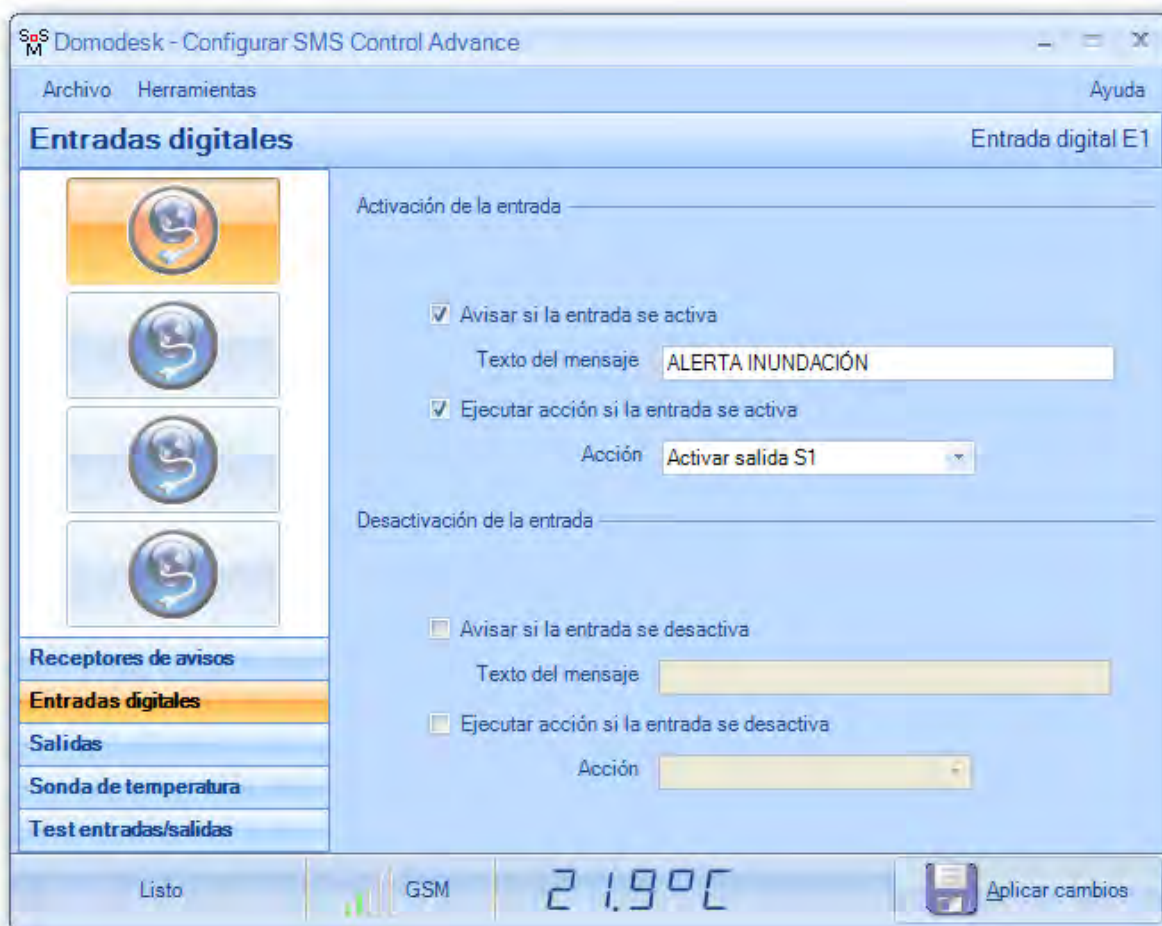 SOS M Domodesk - Configurar SMS Control Advance
Archivo Herramientas Ayuda
Entradas digitales Entrada digital E1
Activación de la entrada
Avisar si la entrada se activa
Texto del mensaje ALERTA INUNDACIÓN
Ejecutar acción si la entrada se activa
Acción Activar salida S1
Desactivación de la entrada
Avisar si la entrada se desactiva
Texto del mensaje
Ejecutar acción si la entrada se desactiva
Acción
Receptores de avisos
Entradas digitales
Salidas
Sonda de temperatura
Test entradas/salidas
Listo GSM 21.9ºC Aplicar cambios